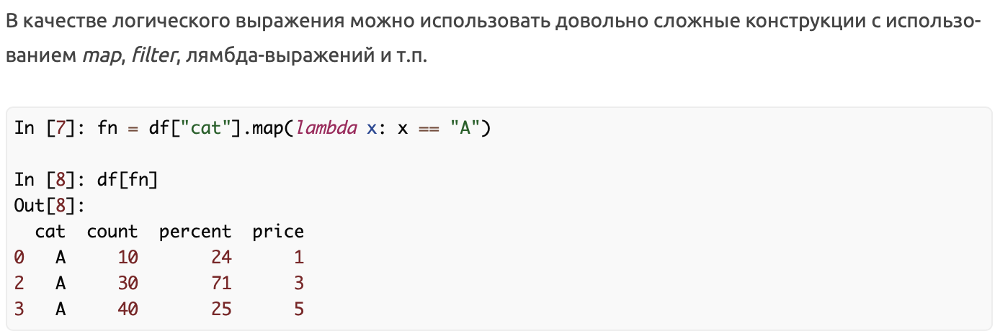 В качестве логического выражения можно использовать довольно сложные конструкции с использо-
ванием map, filter, лямбда-выражений и т.п.
In [7]: fn = df["cat"].map(lambda x: x == "A")
In [8]: df[fn]
Out[8]:
cat count percent price
0 A 10 24 1
2 A 30 71 3
3 A 40 25 5